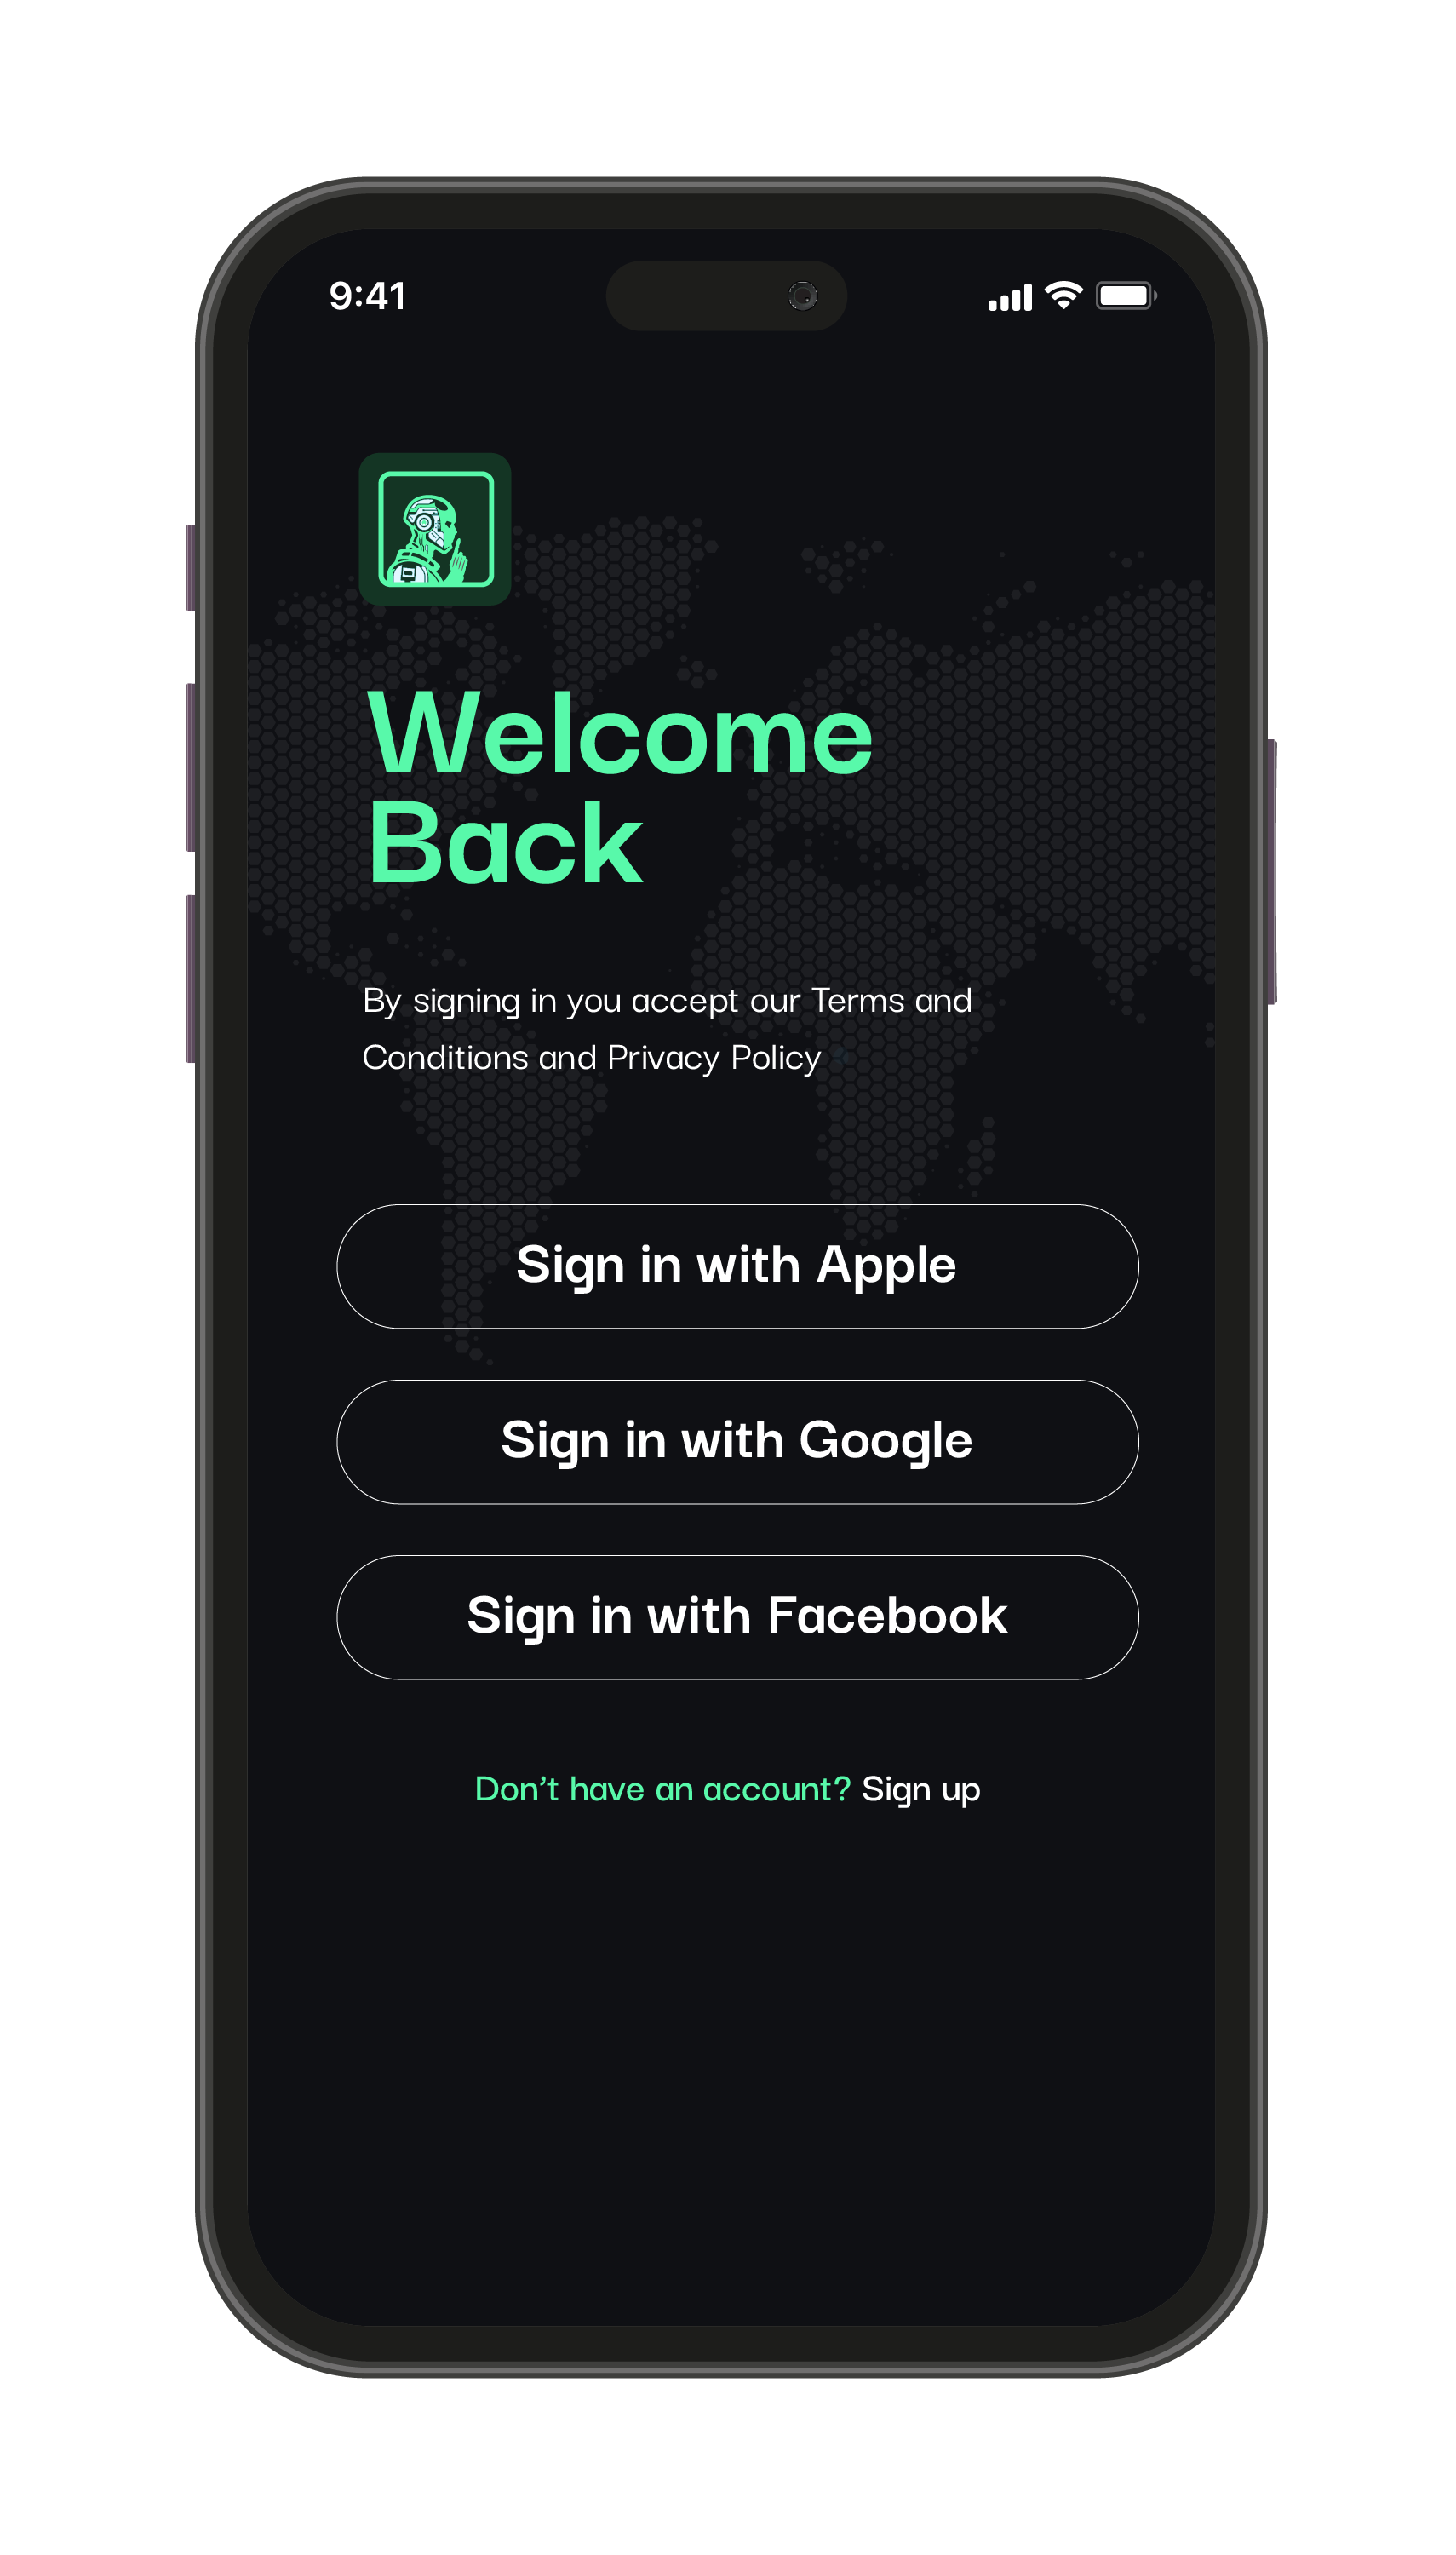 9:41
Welcome
Back
By signing in you accept our Terms and
Conditions and Privacy Policy
Sign in with Apple
Sign in with Google
Sign in with Facebook
Don’t have an account? Sign up